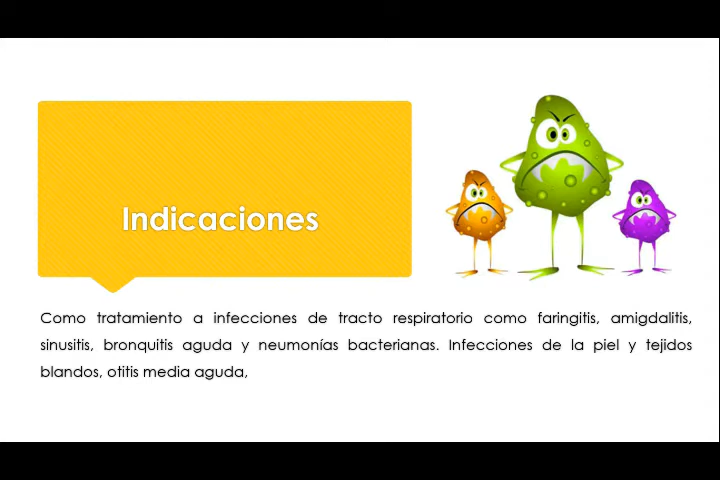 Indicaciones
Como tratamiento a infecciones de tracto respiratorio como faringitis, amigdalitis,
sinusitis, bronquitis aguda y neumonías bacterianas. Infecciones de la piel y tejidos
blandos, otitis media aguda,